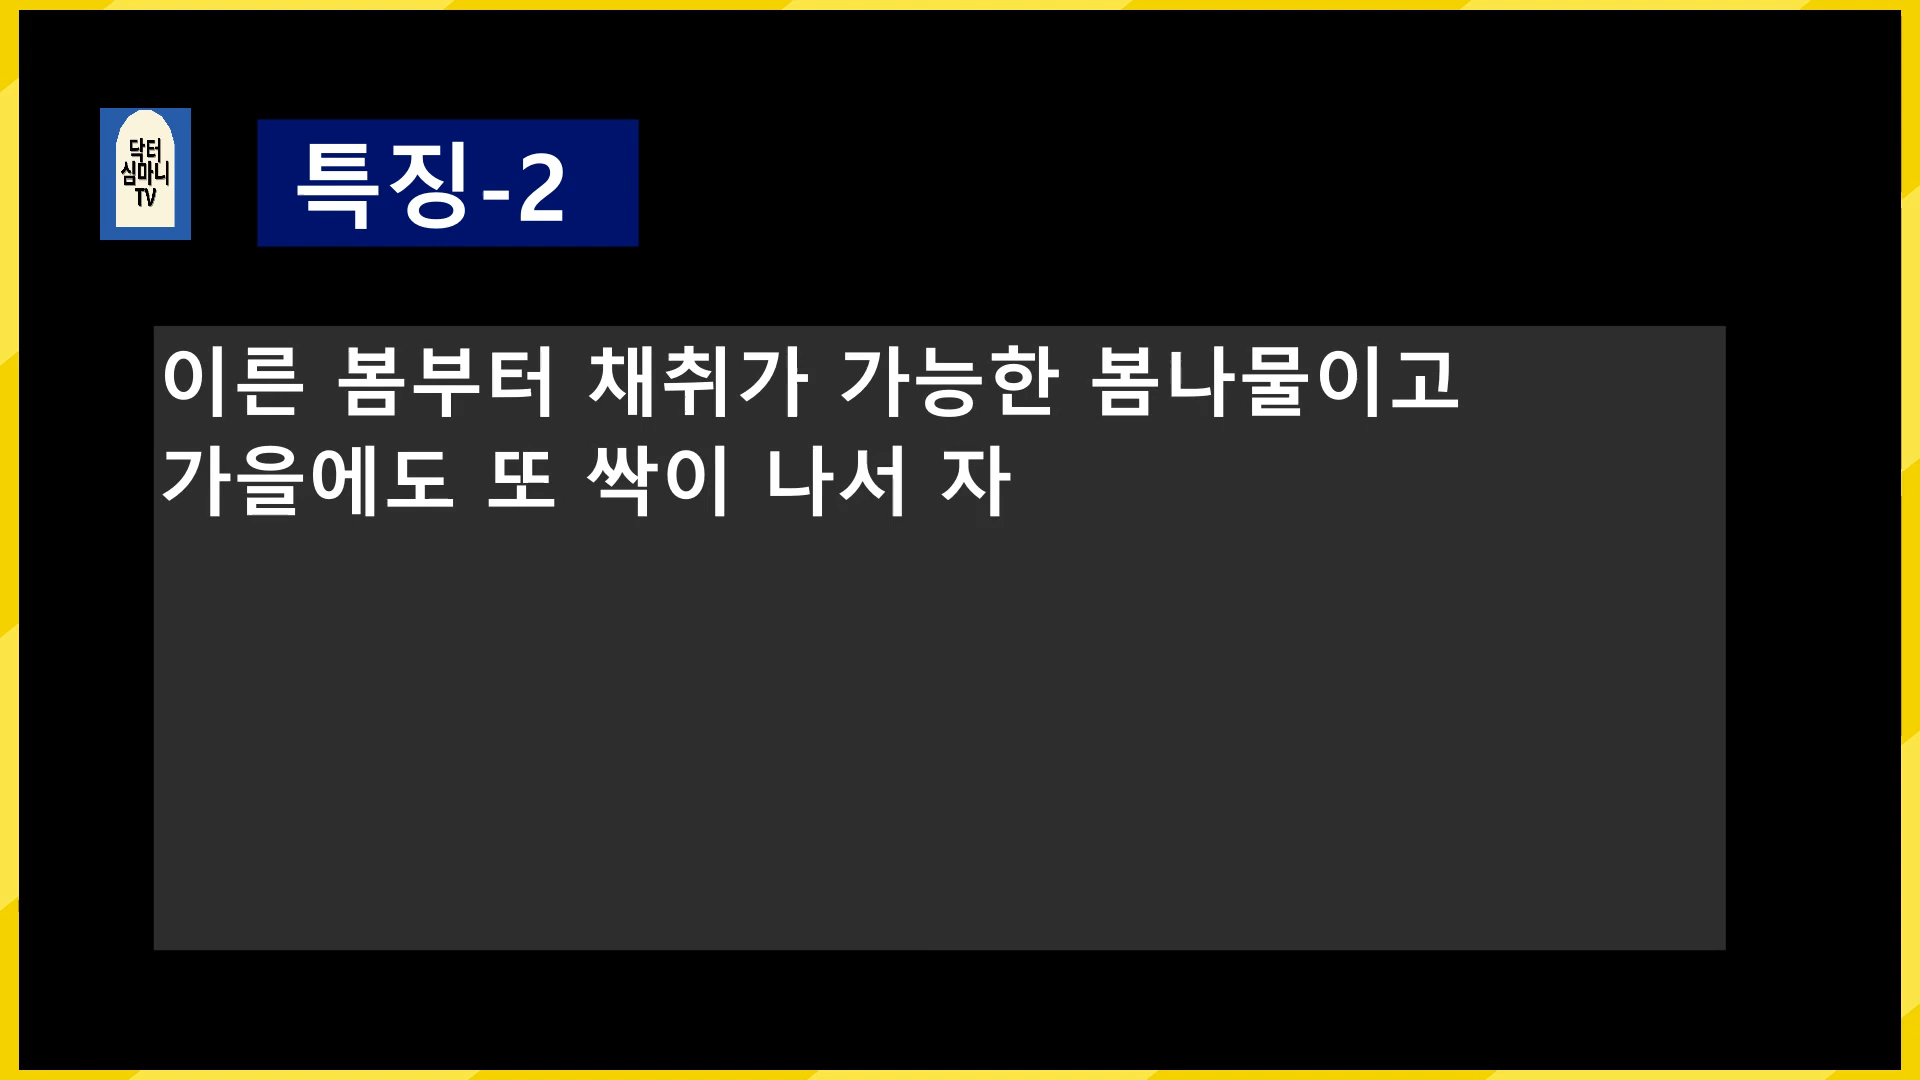 닥터
심마니
TV
특징-2
이른 봄부터 채취가 가능한 봄나물이고
가을에도 또 싹이 나서 자